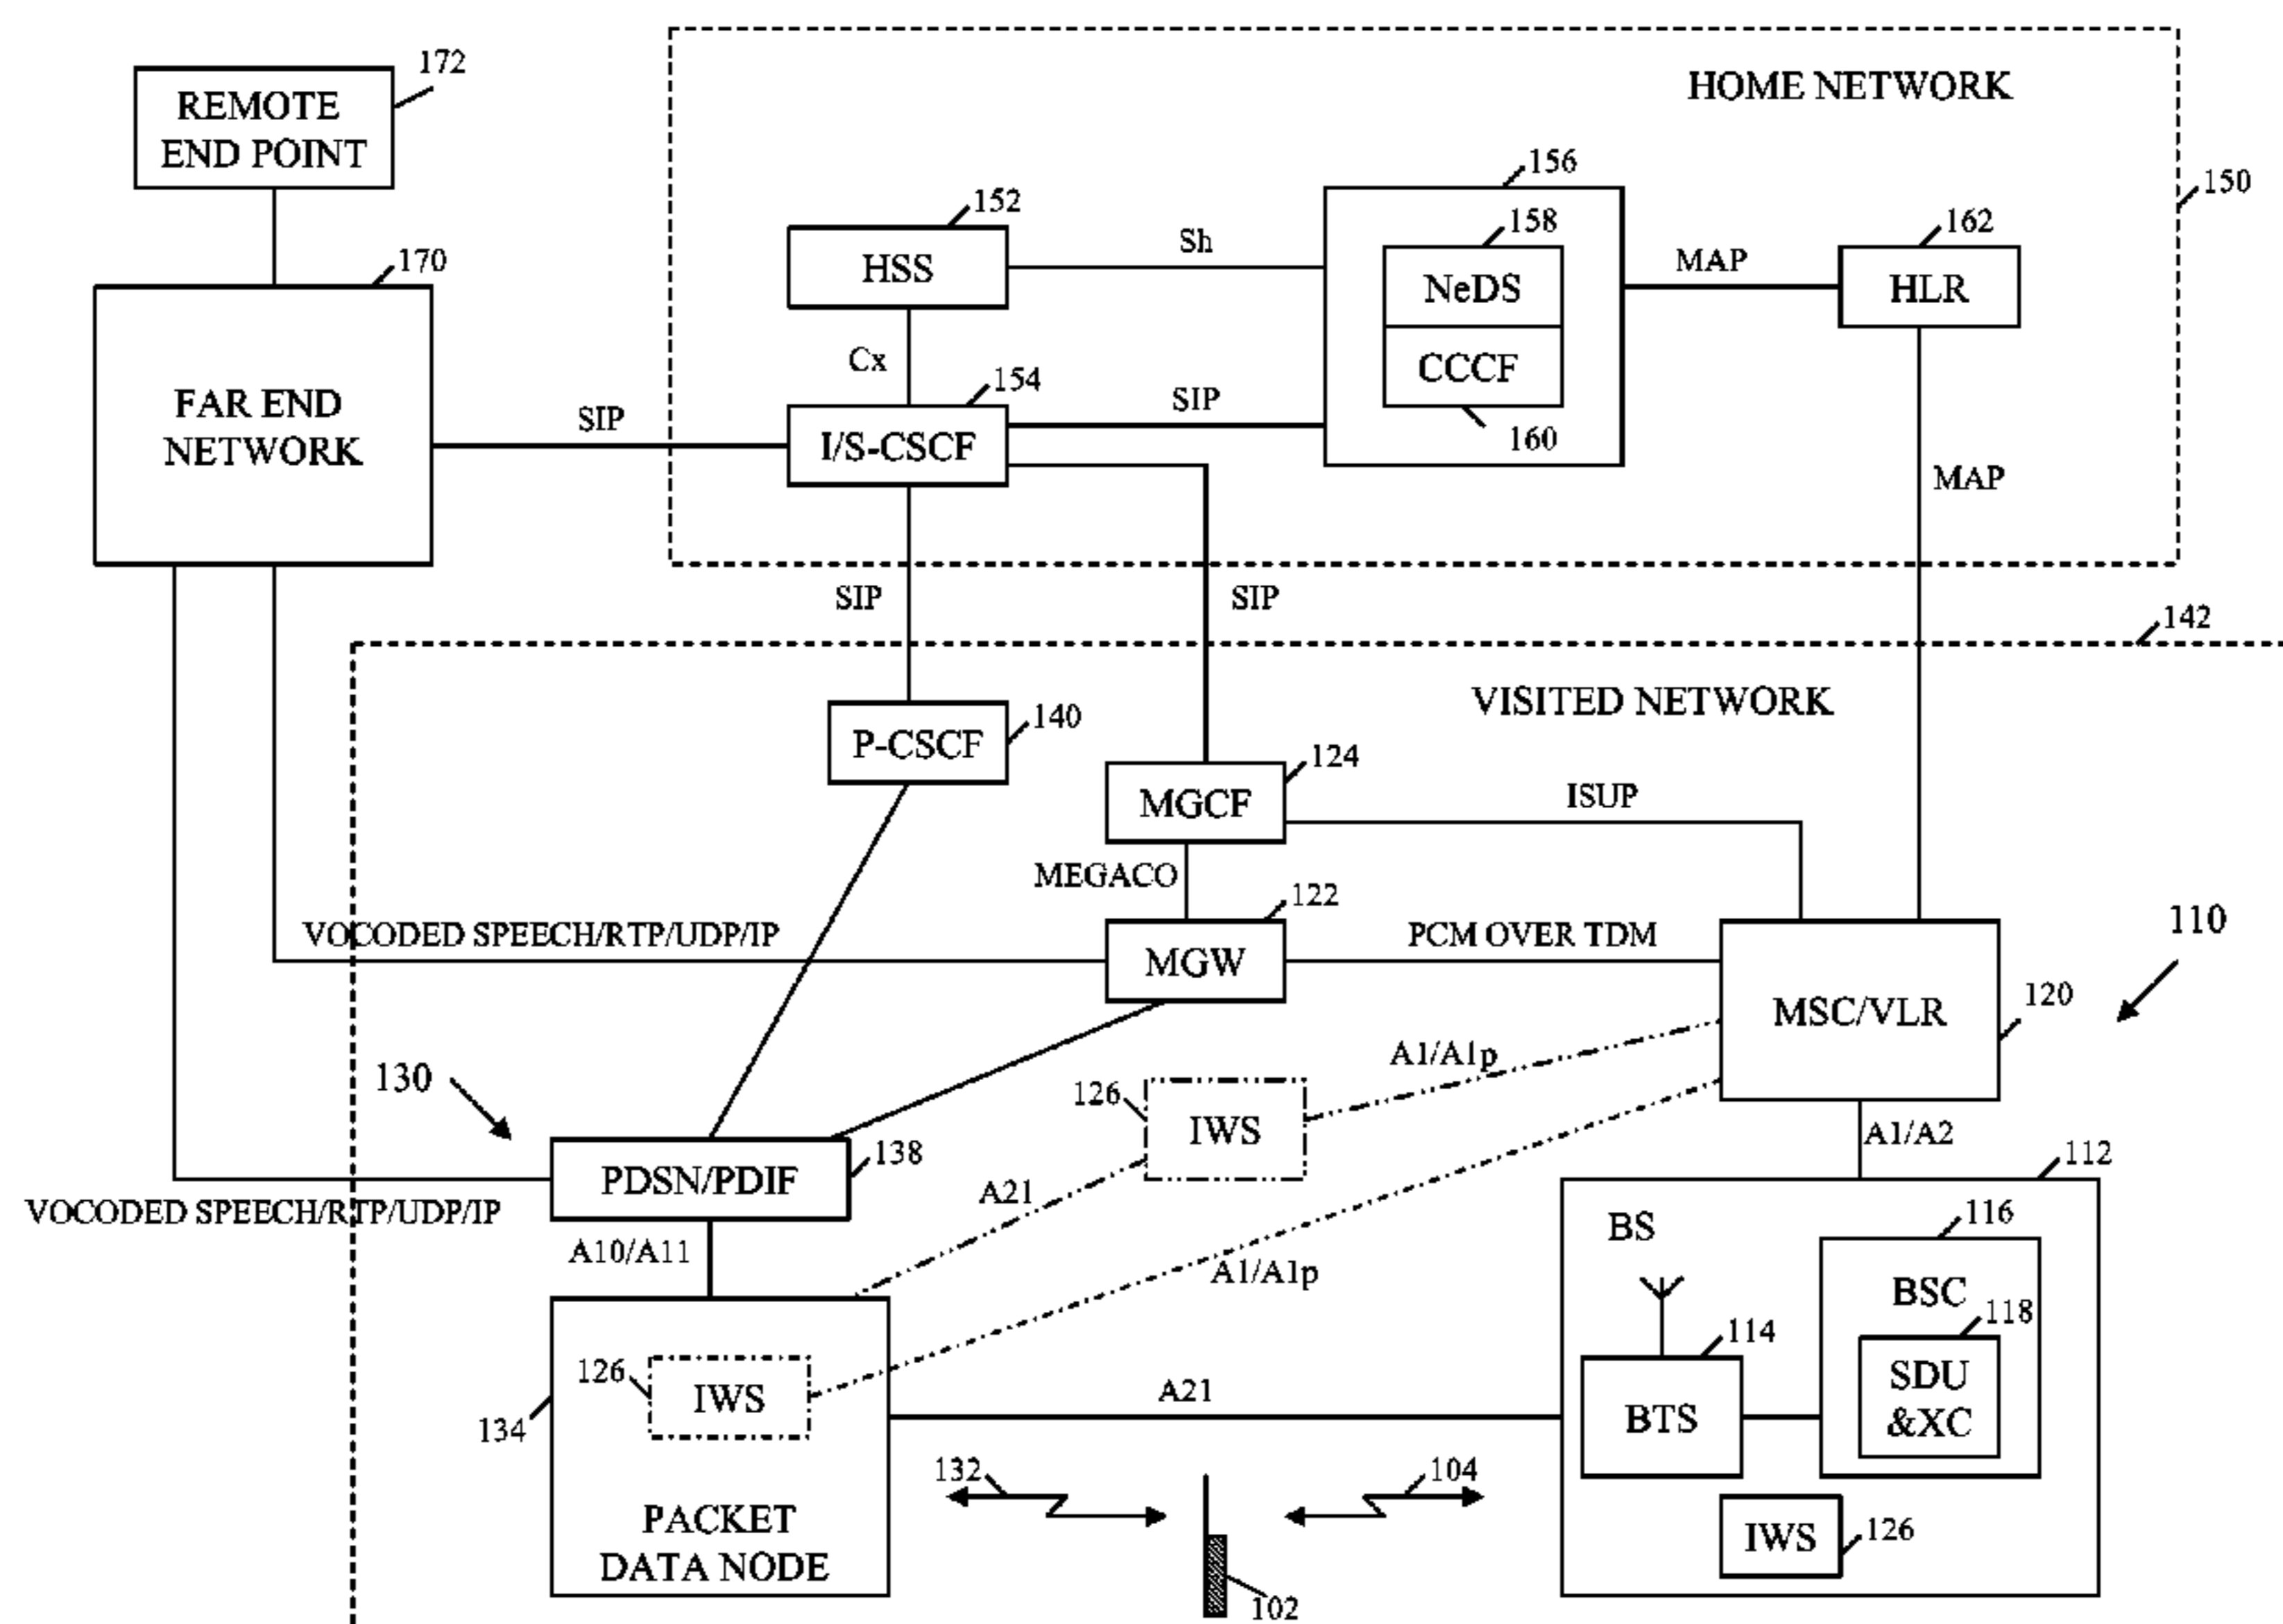 HOME NETWORK
150
172
REMOTE
END POINT
170
FAR END
NETWORK
SIP
152
HSS
Sh
Cx
154
I/S-CSCF
SIP
156
158
NeDS
CCCF
160
MAP
162
HLR
MAP
SIP
SIP
142
VISITED NETWORK
P-CSCF
140
124
MGCF
ISUP
MEGACO
122
VOCODED SPEECH/RTP/UDP/IP
MGW
PCM OVER TDM
MSC/VLR
120
110
130
A1/A1p
126
IWS
A1/A2
PDSN/PDIF
138
VOCODED SPEECH/RTP/UDP/IP
A21
A10/A11
A1/A1p
112
BS
116
BSC
118
SDU
&XC
114
BTS
126
IWS
134
A21
PACKET
DATA NODE
132
104
102
IWS
126